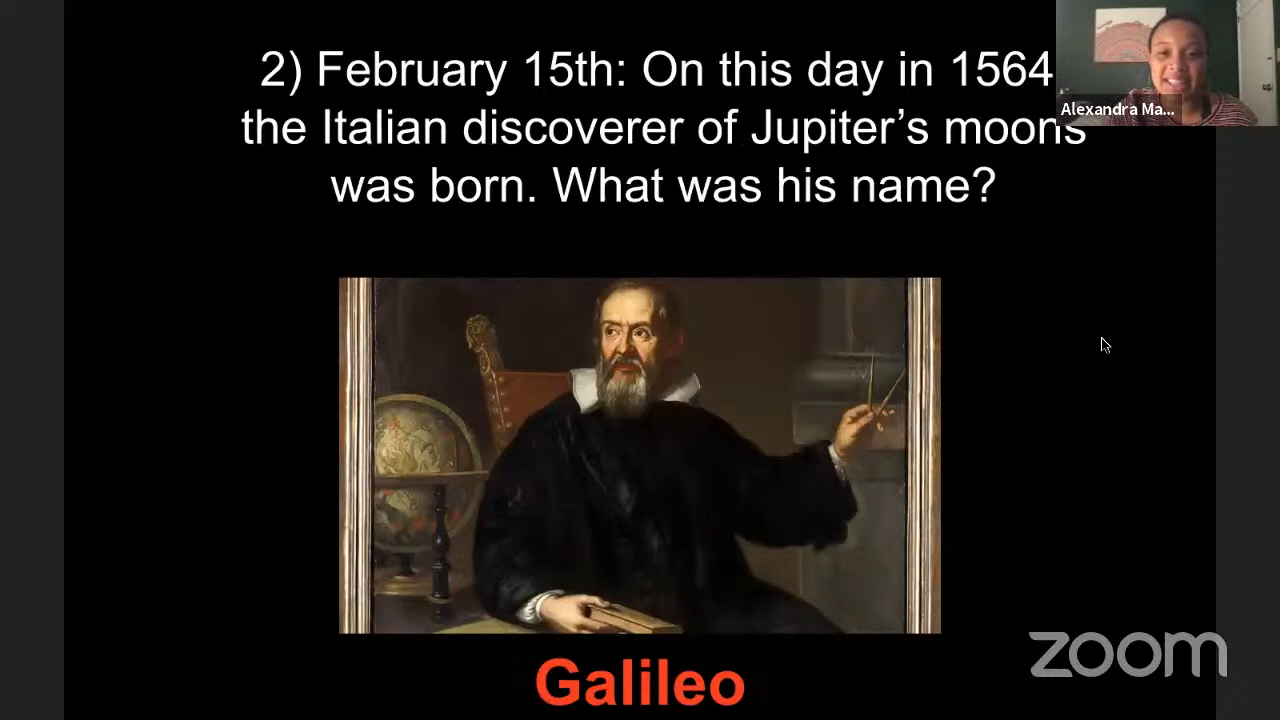 2) February 15th: On this day in 1564
the Italian discoverer of Jupiter’s moons
was born. What was his name?
Alexandra Ma...
Galileo
zoom